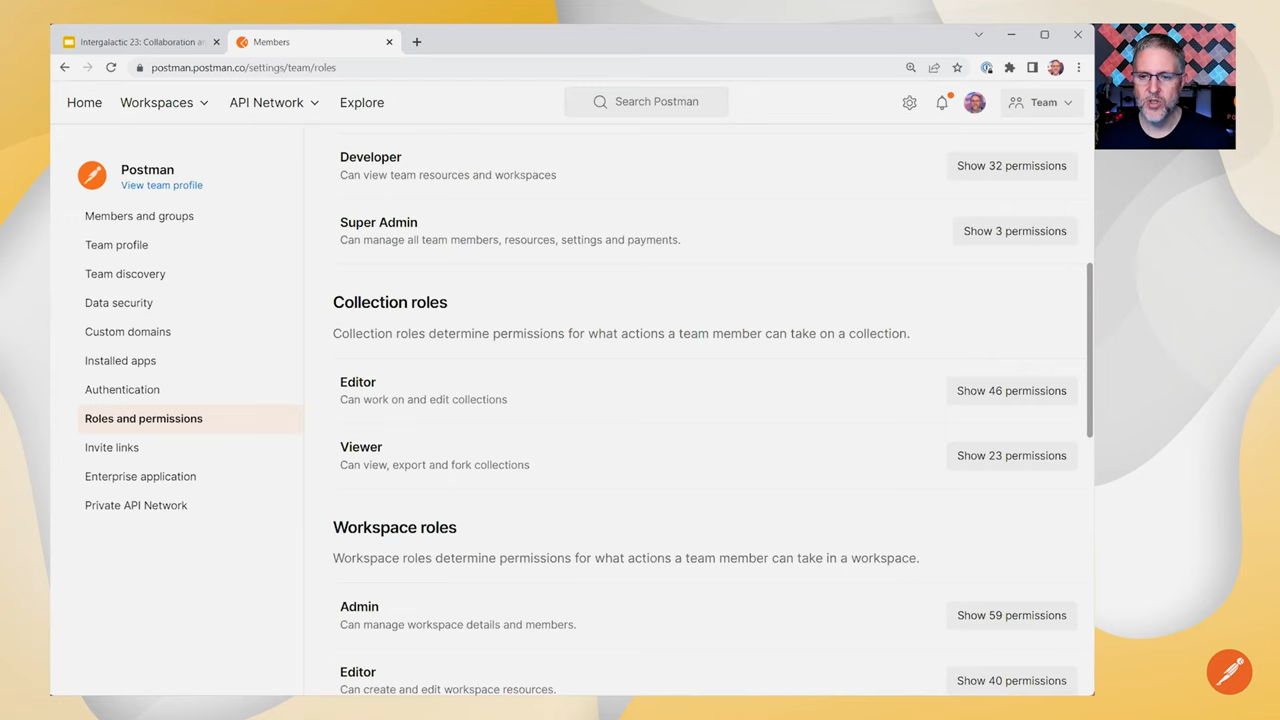 Intergalactic 23: Collaboration an
Members
postman.postman.co/settings/team/roles
Home
Workspaces
API Network
Explore
Search Postman
Team
Postman
View team profile
Members and groups
Team profile
Team discovery
Data security
Custom domains
Installed apps
Authentication
Roles and permissions
Invite links
Enterprise application
Private API Network
Developer
Show 32 permissions
Can view team resources and workspaces
Super Admin
Show 3 permissions
Can manage all team members, resources, settings and payments.
Collection roles
Collection roles determine permissions for what actions a team member can take on a collection.
Editor
Show 46 permissions
Can work on and edit collections
Viewer
Show 23 permissions
Can view, export and fork collections
Workspace roles
Workspace roles determine permissions for what actions a team member can take in a workspace.
Admin
Show 59 permissions
Can manage workspace details and members.
Editor
Show 40 permissions
Can create and edit workspace resources.